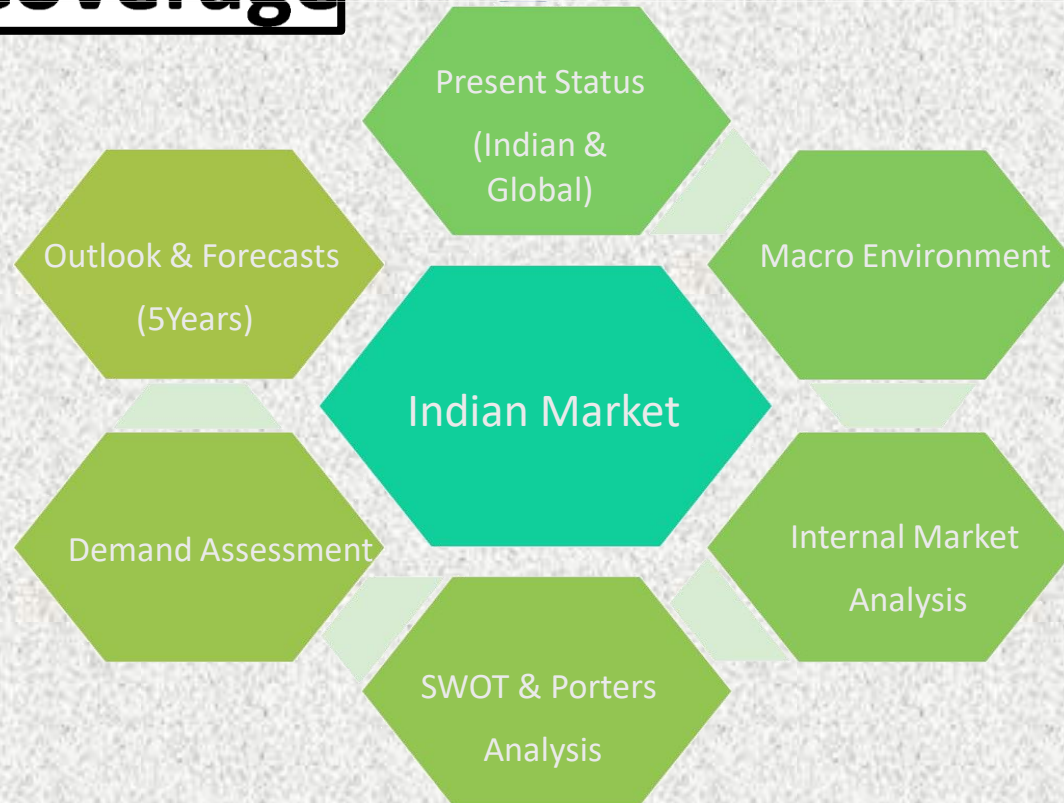 Coverage
Present Status
(Indian &
Global)
Macro Environment
Outlook & Forecasts
(5Years)
Indian Market
Internal Market
Analysis
Demand Assessment
SWOT & Porters
Analysis